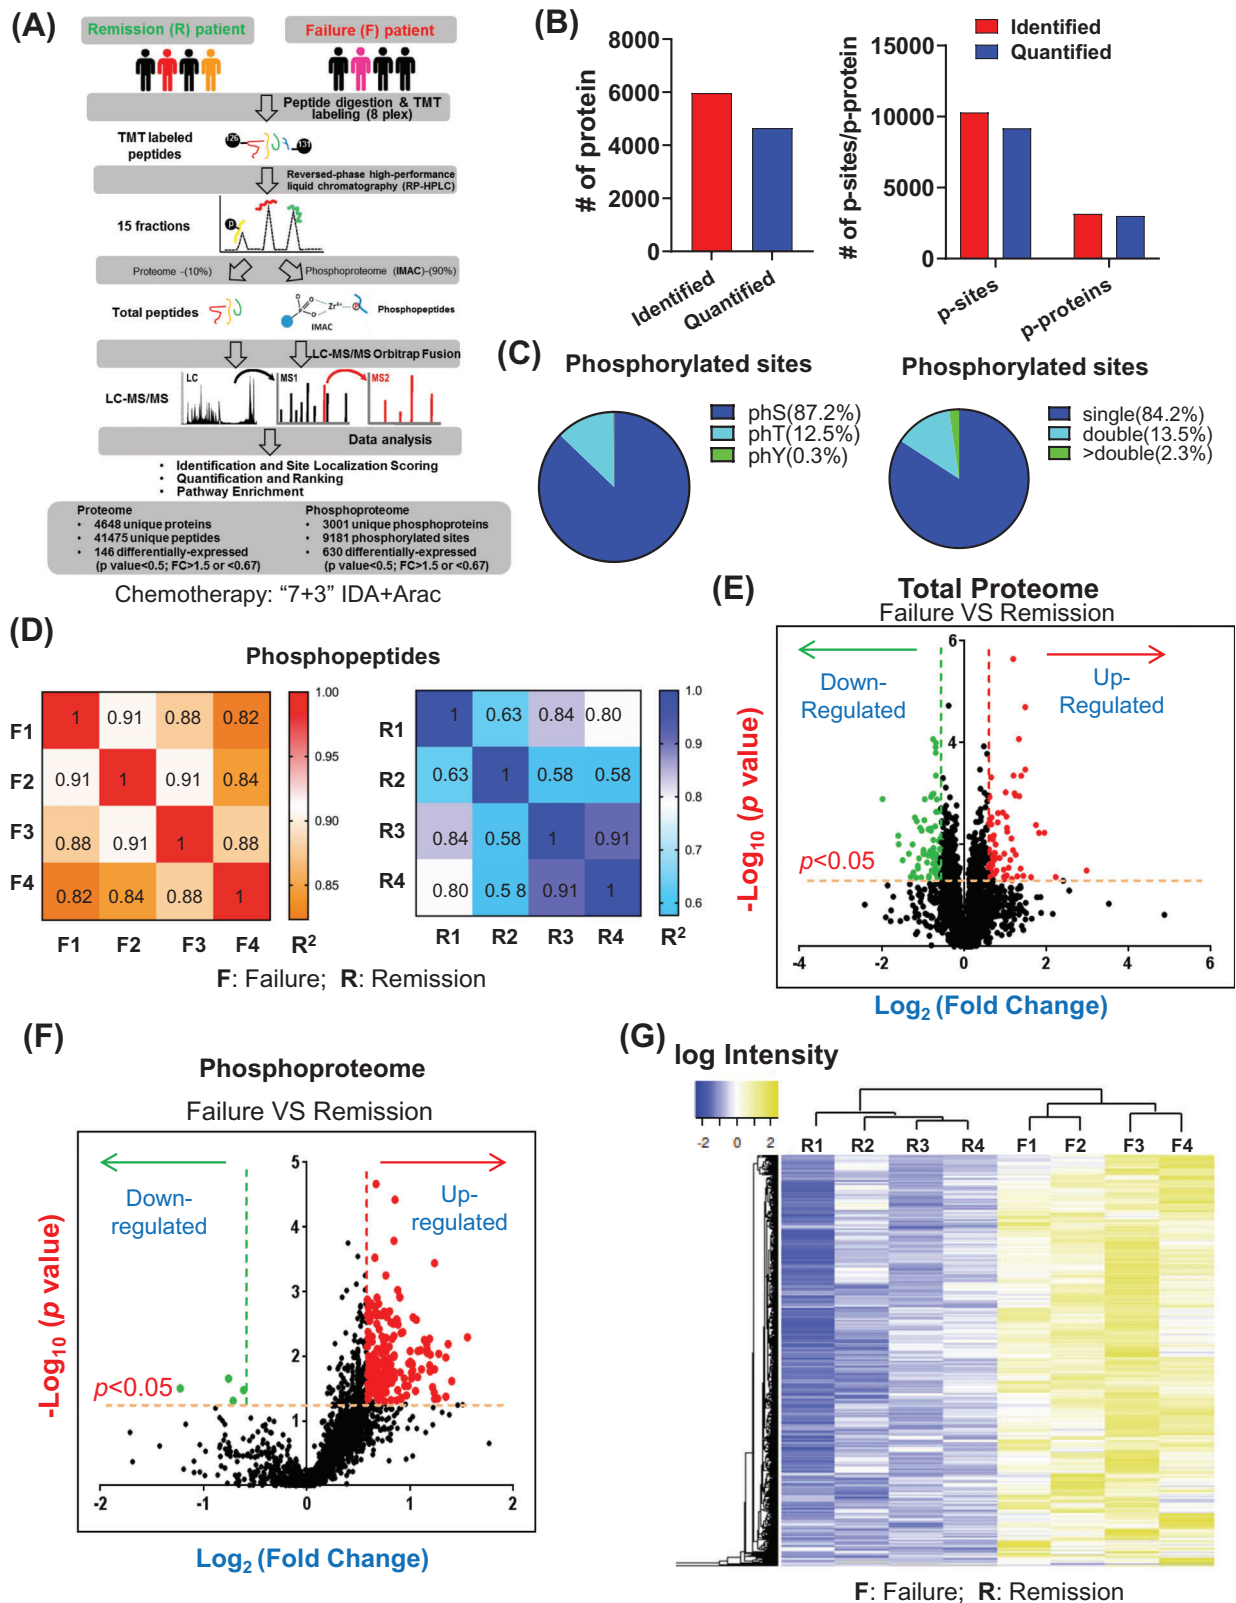 (A)
Remission (R) patient
Failure (F) patient
Peptide digestion & TMT
labeling (8 plex)
TMT labeled
peptides
126
131
Reversed-phase high-performance
liquid chromatography (RP-HPLC)
15 fractions
P
Proteome -(10%)
Phosphoproteome (IMAC)-(90%)
Total peptides
Zr4+
IMAC
Phosphopeptides
LC-MS/MS Orbitrap Fusion
LC-MS/MS
LC
MS1
MS2
Data analysis
• Identification and Site Localization Scoring
• Quantification and Ranking
• Pathway Enrichment
Proteome
• 4648 unique proteins
• 41475 unique peptides
• 146 differentially-expressed
(p value<0.5; FC>1.5 or <0.67)
Phosphoproteome
• 3001 unique phosphoproteins
• 9181 phosphorylated sites
• 630 differentially-expressed
(p value<0.5; FC>1.5 or <0.67)
Chemotherapy: “7+3” IDA+Arac
(B)
# of protein
8000
6000
4000
2000
0
Identified
Quantified
# of p-sites/p-protein
15000
10000
5000
0
p-sites
p-proteins
Identified
Quantified
(C)
Phosphorylated sites
phS(87.2%)
phT(12.5%)
phY(0.3%)
Phosphorylated sites
single(84.2%)
double(13.5%)
>double(2.3%)
(D)
Phosphopeptides
F1 1 0.91 0.88 0.82
F2 0.91 1 0.91 0.84
F3 0.88 0.91 1 0.88
F4 0.82 0.84 0.88 1
F1 F2 F3 F4
1.00
0.95
0.90
0.85
R²
R1 1 0.63 0.84 0.80
R2 0.63 1 0.58 0.58
R3 0.84 0.58 1 0.91
R4 0.80 0.5 8 0.91 1
R1 R2 R3 R4
1.0
0.9
0.8
0.7
0.6
R²
F: Failure; R: Remission
(E)
Total Proteome
Failure VS Remission
Down-
Regulated
Up-
Regulated
-Log10 (p value)
p<0.05
6
4
-4 -2 0 2 4 6
Log2 (Fold Change)
(F)
Phosphoproteome
Failure VS Remission
Down-
regulated
Up-
regulated
-Log10 (p value)
p<0.05
5
4
3
2
1
-2 -1 0 1 2
Log2 (Fold Change)
(G)
log Intensity
-2 0 2
R1 R2 R3 R4 F1 F2 F3 F4
F: Failure; R: Remission